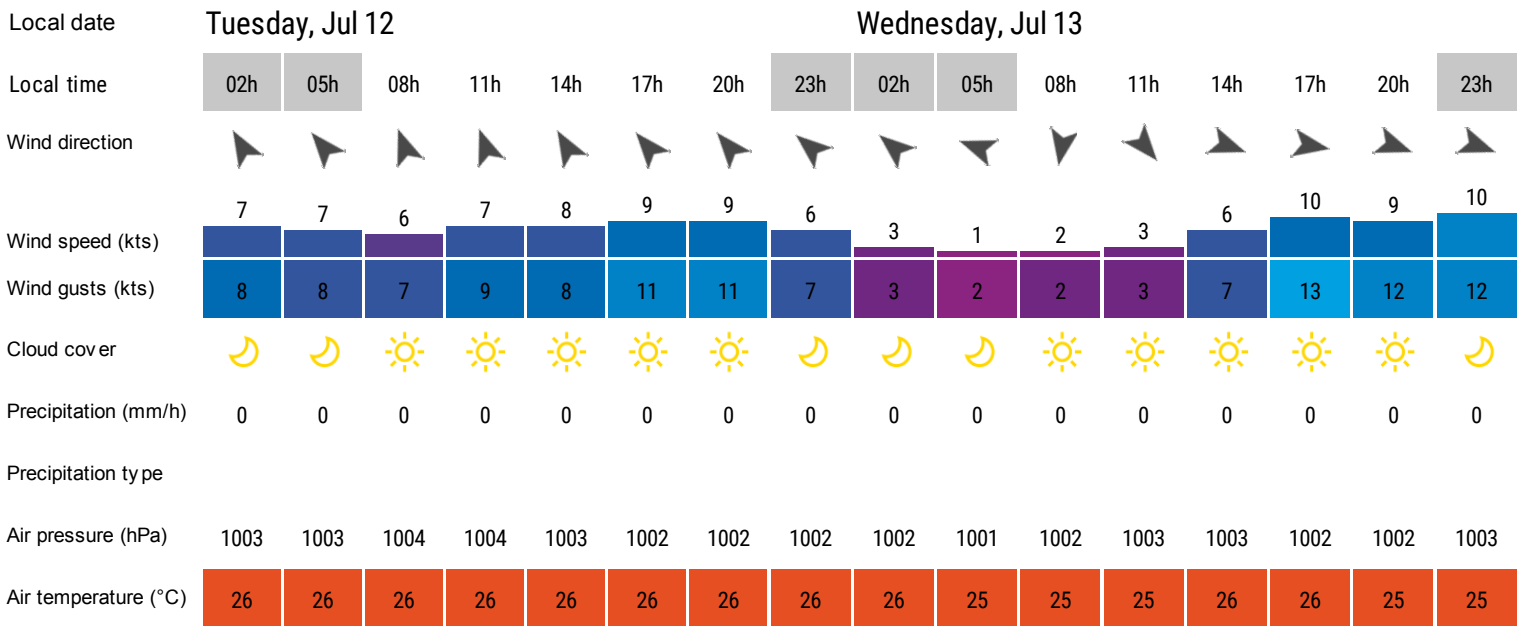 Local date Tuesday, Jul 12 Wednesday, Jul 13
Local time 02h 05h 08h 11h 14h 17h 20h 23h 02h 05h 08h 11h 14h 17h 20h 23h
Wind direction
Wind speed (kts) 7 7 6 7 8 9 9 6 3 1 2 3 6 10 9 10
Wind gusts (kts) 8 8 7 9 8 11 11 7 3 2 2 3 7 13 12 12
Cloud cover
Precipitation (mm/h) 0 0 0 0 0 0 0 0 0 0 0 0 0 0 0 0
Precipitation type
Air pressure (hPa) 1003 1003 1004 1004 1003 1002 1002 1002 1002 1001 1002 1003 1003 1002 1002 1003
Air temperature (°C) 26 26 26 26 26 26 26 26 26 25 25 25 26 26 25 25